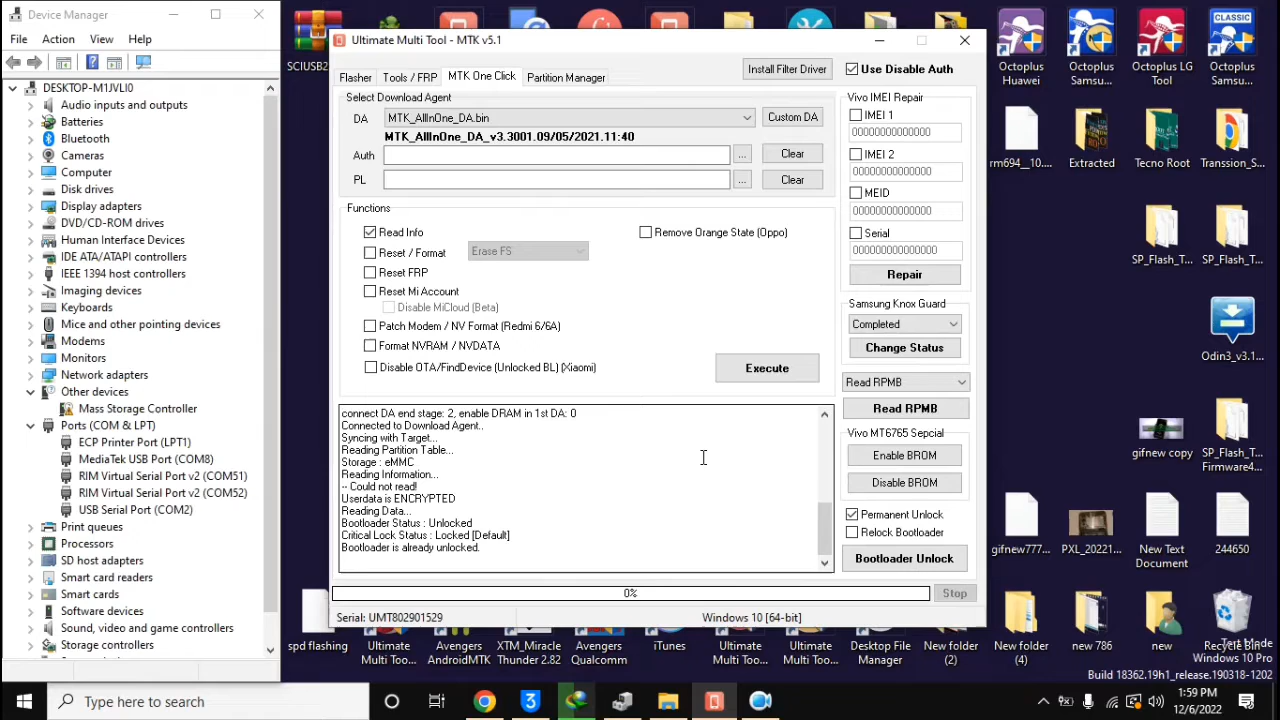 Device Manager
File Action View Help
DESKTOP-M1JVLI0
Audio inputs and outputs
Batteries
Bluetooth
Cameras
Computer
Disk drives
Display adapters
DVD/CD-ROM drives
Human Interface Devices
IDE ATA/ATAPI controllers
IEEE 1394 host controllers
Imaging devices
Keyboards
Mice and other pointing devices
Modems
Monitors
Network adapters
Other devices
Mass Storage Controller
Ports (COM & LPT)
ECP Printer Port (LPT1)
MediaTek USB Port (COM8)
RIM Virtual Serial Port v2 (COM51)
RIM Virtual Serial Port v2 (COM52)
USB Serial Port (COM2)
Print queues
Processors
SD host adapters
Smart card readers
Smart cards
Software devices
Sound, video and game controllers
Storage controllers
SCIUSB2
Ultimate Multi Tool - MTK v5.1
Flasher Tools / FRP MTK One Click Partition Manager
Install Filter Driver
Use Disable Auth
Select Download Agent
DA MTK_AllInOne_DA.bin Custom DA
MTK_AllInOne_DA_v3.3001.09/05/2021.11:40
Auth ... Clear
PL ... Clear
Functions
Read Info
Remove Orange State (Oppo)
Reset / Format Erase FS
Reset FRP
Reset Mi Account
Disable MiCloud (Beta)
Patch Modem / NV Format (Redmi 6/6A)
Format NVRAM / NVDATA
Disable OTA/FindDevice (Unlocked BL) [Xiaomi)
Execute
connect DA end stage: 2, enable DRAM in 1st DA: 0
Connected to Download Agent..
Syncing with Target...
Reading Partition Table...
Storage : eMMC
Reading Information...
-- Could not read!
Userdata is ENCRYPTED
Reading Data...
Bootloader Status : Unlocked
Critical Lock Status : Locked [Default]
Bootloader is already unlocked.
0%
Stop
Serial: UMT802901529
Windows 10 [64-bit]
Vivo IMEI Repair
IMEI 1
00000000000000
IMEI 2
00000000000000
MEID
00000000000000
Serial
000000000000000
Repair
Samsung Knox Guard
Completed
Change Status
Read RPMB
Read RPMB
Vivo MT6765 Sepcial
Enable BROM
Disable BROM
Permanent Unlock
Relock Bootloader
Bootloader Unlock
CLASSIC
Octoplus Huawei
Octoplus Samsu...
Octoplus LG Tool
Octoplus Samsu...
rm694__10....
Extracted
Tecno Root
Transsion_S...
SP_Flash_T...
SP_Flash_T...
Odin3_v3.1...
gifnew copy
SP_Flash_T... Firmware4...
gifnew777...
PXL_20221...
New Text Document
244650
spd flashing
Ultimate Multi Too...
Avengers AndroidMTK
XTM_Miracle Thunder 2.82
Avengers Qualcomm
iTunes
Ultimate Multi Too...
Ultimate Multi Too...
Desktop File Manager
New folder (2)
New folder (4)
new 786
new
Recycle Bin
Test Mode
Windows 10 Pro
Build 18362.19h1_release.190318-1202
Type here to search
1:59 PM
12/6/2022